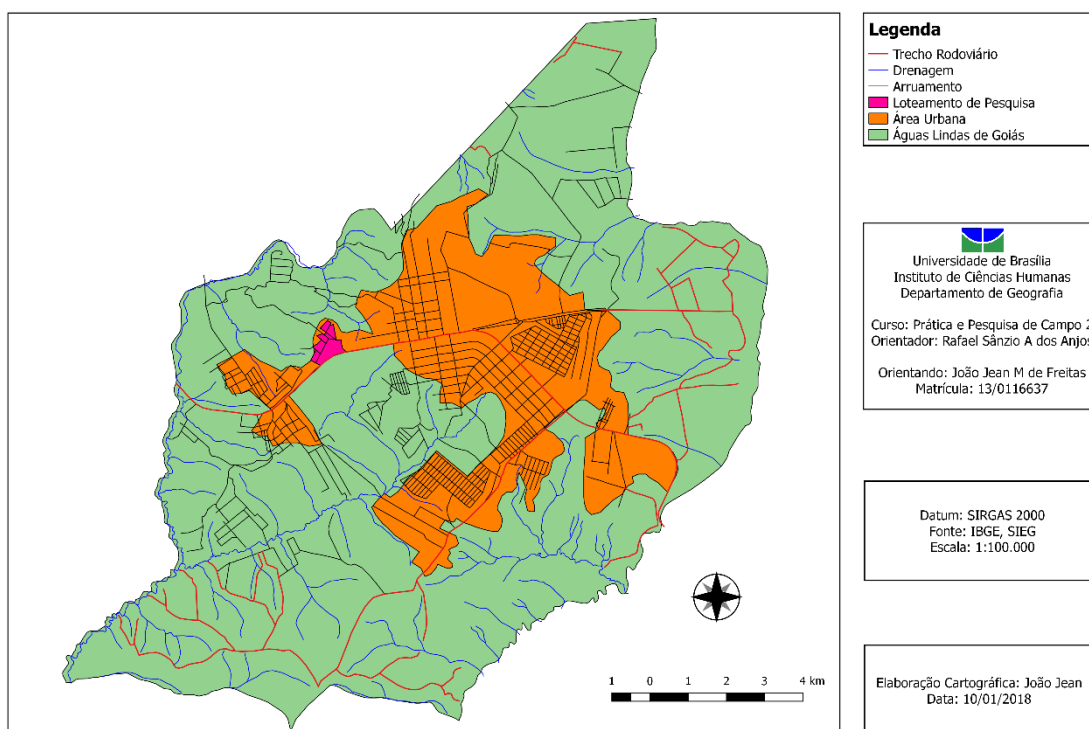 Legenda
Trecho Rodoviário
Drenagem
Arruamento
Loteamento de Pesquisa
Área Urbana
Águas Lindas de Goiás
Universidade de Brasília
Instituto de Ciências Humanas
Departamento de Geografia
Curso: Prática e Pesquisa de Campo 2
Orientador: Rafael Sânzio A dos Anjos
Orientando: João Jean M de Freitas
Matrícula: 13/0116637
Datum: SIRGAS 2000
Fonte: IBGE, SIEG
Escala: 1:100.000
1 0 1 2 3 4 km
Elaboração Cartográfica: João Jean
Data: 10/01/2018